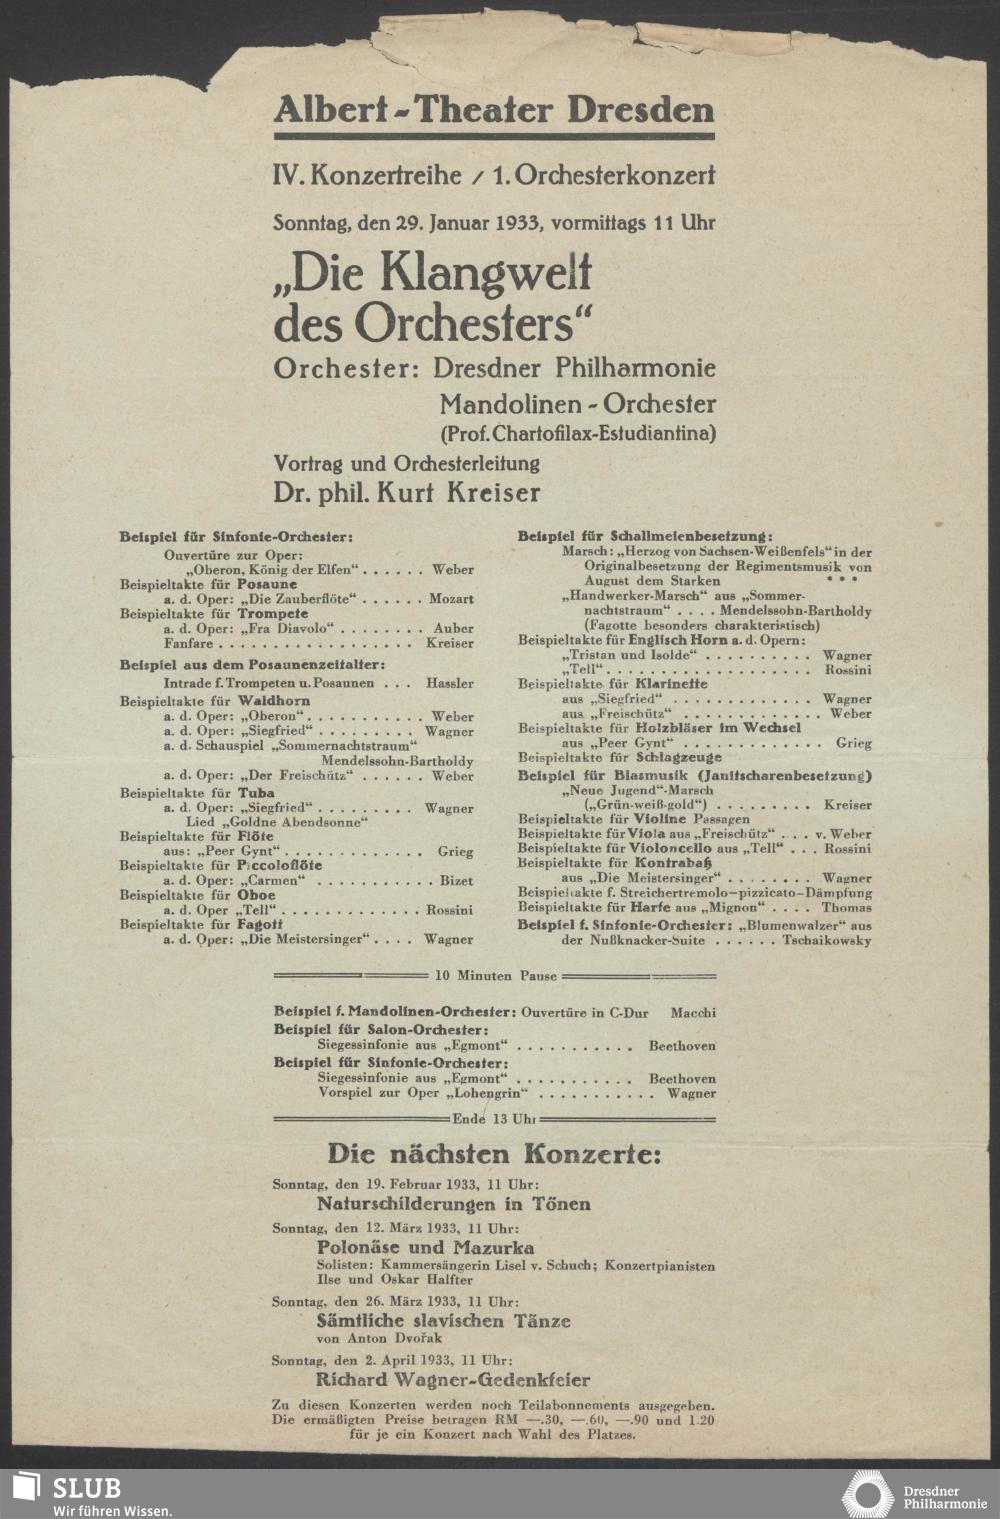 Albert-Theater Dresden
IV. Konzertreihe / 1. Orchesterkonzert
Sonntag, den 29. Januar 1933, vormittags 11 Uhr
„Die Klangwelt
des Orchesters“
Orchester: Dresdner Philharmonie
Mandolinen-Orchester
(Prof. Chartofilax-Estudiantina)
Vortrag und Orchesterleitung
Dr. phil. Kurt Kreiser
Beispiel für Sinfonie-Orchester:
Ouvertüre zur Oper:
„Oberon, König der Elfen“ . . . . . . Weber
Beispieltakte für Posaune
a. d. Oper: „Die Zauberflöte“ . . . . . . Mozart
Beispieltakte für Trompete
a. d. Oper: „Fra Diavolo“ . . . . . . . . Auber
Fanfare . . . . . . . . . . . . . . . . . . Kreiser
Beispiel aus dem Posaunenzeitalter:
Intrade f. Trompeten u. Posaunen . . . Hassler
Beispieltakte für Waldhorn
a. d. Oper: „Oberon“ . . . . . . . . . . . Weber
a. d. Oper: „Siegfried“ . . . . . . . . . Wagner
a. d. Schauspiel „Sommernachtstraum“
Mendelssohn-Bartholdy
a. d. Oper: „Der Freischütz“ . . . . . . Weber
Beispieltakte für Tuba
a. d. Oper: „Siegfried“ . . . . . . . . . Wagner
Lied „Goldne Abendsonne“
Beispieltakte für Flöte
aus: „Peer Gynt“ . . . . . . . . . . . . . Grieg
Beispieltakte für Piccoloflöte
a. d. Oper: „Carmen“ . . . . . . . . . . . Bizet
Beispieltakte für Oboe
a. d. Oper „Tell“ . . . . . . . . . . . . . Rossini
Beispieltakte für Fagott
a. d. Oper: „Die Meistersinger“ . . . . Wagner
Beispiel für Schallmeienbesetzung:
Marsch: „Herzog von Sachsen-Weißenfels“ in der
Originalbesetzung der Regimentsmusik von
August dem Starken * * *
„Handwerker-Marsch“ aus „Sommer-
nachtstraum“ . . . . Mendelssohn-Bartholdy
(Fagotte besonders charakteristisch)
Beispieltakte für Englisch Horn a. d. Opern:
„Tristan und Isolde“ . . . . . . . . . . Wagner
„Tell“ . . . . . . . . . . . . . . . . . . . Rossini
Beispieltakte für Klarinette
aus „Siegfried“ . . . . . . . . . . . . . Wagner
aus „Freischütz“ . . . . . . . . . . . . . Weber
Beispieltakte für Holzbläser im Wechsel
aus „Peer Gynt“ . . . . . . . . . . . . . Grieg
Beispieltakte für Schlagzeuge
Beispiel für Blasmusik (Janitscharenbesetzung)
„Neue Jugend“-Marsch
(„Grün-weiß-gold“) . . . . . . . . . Kreiser
Beispieltakte für Violine Passagen
Beispieltakte für Viola aus „Freischütz“ . . . v. Weber
Beispieltakte für Violoncello aus „Tell“ . . . Rossini
Beispieltakte für Kontrabaß
aus „Die Meistersinger“ . . . . . . . . Wagner
Beispieltakte f. Streichertremolo—pizzicato—Dämpfung
Beispieltakte für Harfe aus „Mignon“ . . . . Thomas
Beispiel f. Sinfonie-Orchester: „Blumenwalzer“ aus
der Nußknacker-Suite . . . . . . Tschaikowsky
10 Minuten Pause
Beispiel f. Mandolinen-Orchester: Ouvertüre in C-Dur Macchi
Beispiel für Salon-Orchester:
Siegessinfonie aus „Egmont“ . . . . . . . . . . . Beethoven
Beispiel für Sinfonie-Orchester:
Siegessinfonie aus „Egmont“ . . . . . . . . . . . Beethoven
Vorspiel zur Oper „Lohengrin“ . . . . . . . . . . . Wagner
Ende 13 Uhr
Die nächsten Konzerte:
Sonntag, den 19. Februar 1933, 11 Uhr:
Naturschilderungen in Tönen
Sonntag, den 12. März 1933, 11 Uhr:
Polonäse und Mazurka
Solisten: Kammersängerin Lisel v. Schuch; Konzertpianisten
Ilse und Oskar Halfter
Sonntag, den 26. März 1933, 11 Uhr:
Sämtliche slavischen Tänze
von Anton Dvořak
Sonntag, den 2. April 1933, 11 Uhr:
Richard Wagner-Gedenkfeier
Zu diesen Konzerten werden noch Teilabonnements ausgegeben.
Die ermäßigten Preise betragen RM —.30, —.60, —.90 und 1.20
für je ein Konzert nach Wahl des Platzes.
SLUB
Wir führen Wissen.
Dresdner
Philharmonie